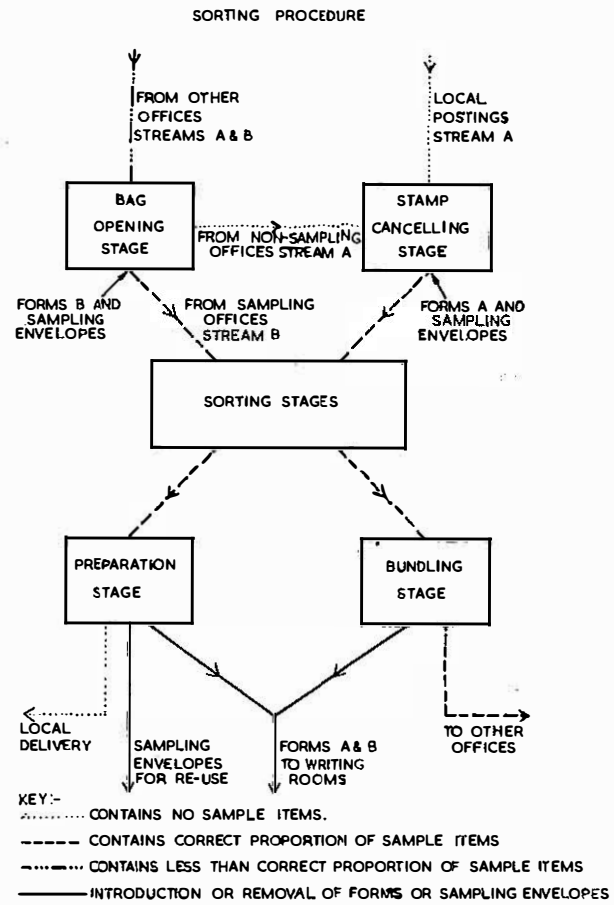 SORTING PROCEDURE
FROM OTHER
OFFICES
STREAMS A & B
LOCAL
POSTINGS
STREAM A
BAG
OPENING
STAGE
FROM NON-SAMPLING
OFFICES STREAM A
STAMP
CANCELLING
STAGE
FORMS B AND
SAMPLING
ENVELOPES
FROM SAMPLING
OFFICES
STREAM B
FORMS A AND
SAMPLING
ENVELOPES
SORTING STAGES
PREPARATION
STAGE
BUNDLING
STAGE
LOCAL
DELIVERY
SAMPLING
ENVELOPES
FOR RE-USE
FORMS A & B
TO WRITING
ROOMS
TO OTHER
OFFICES
KEY:-
CONTAINS NO SAMPLE ITEMS.
CONTAINS CORRECT PROPORTION OF SAMPLE ITEMS
CONTAINS LESS THAN CORRECT PROPORTION OF SAMPLE ITEMS
INTRODUCTION OR REMOVAL OF FORMS OR SAMPLING ENVELOPES